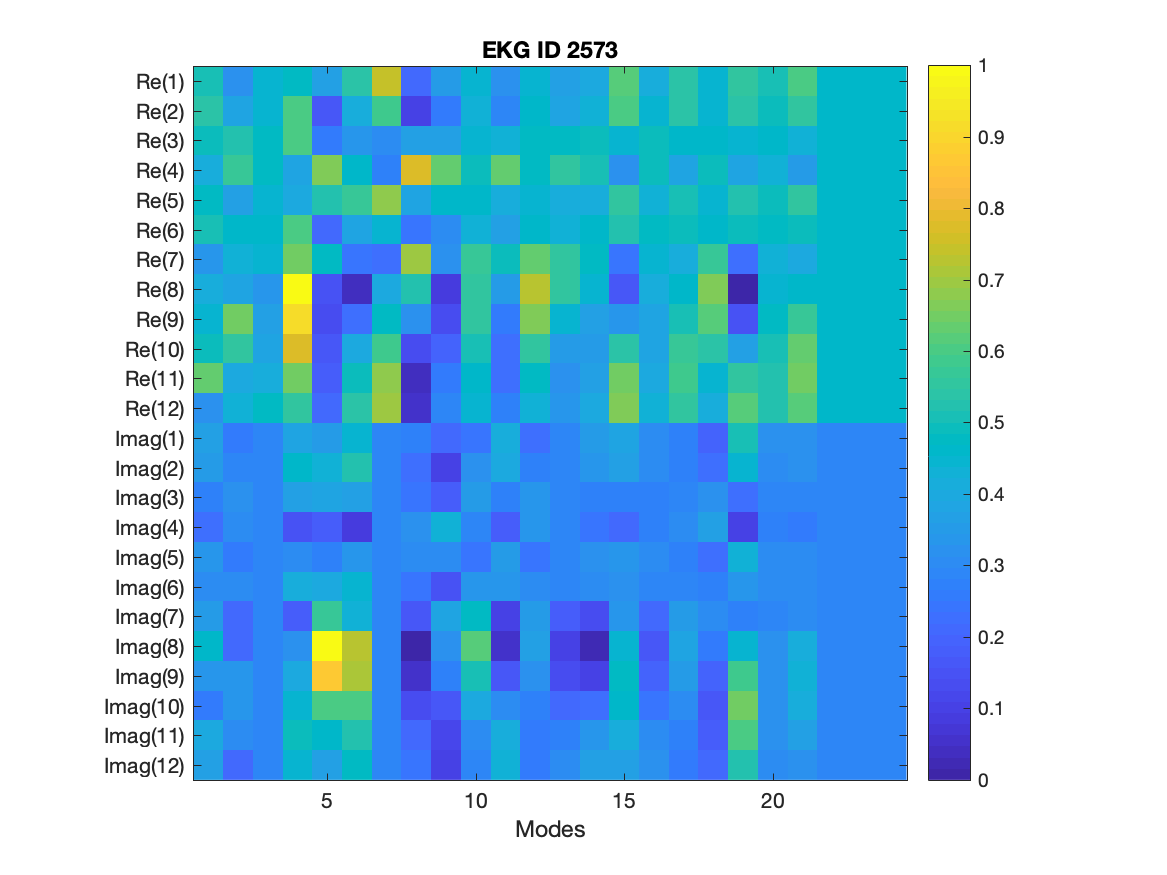 EKG ID 2573
Re(1)
Re(2)
Re(3)
Re(4)
Re(5)
Re(6)
Re(7)
Re(8)
Re(9)
Re(10)
Re(11)
Re(12)
Imag(1)
Imag(2)
Imag(3)
Imag(4)
Imag(5)
Imag(6)
Imag(7)
Imag(8)
Imag(9)
Imag(10)
Imag(11)
Imag(12)
5 10 15 20
Modes
1
0.9
0.8
0.7
0.6
0.5
0.4
0.3
0.2
0.1
0